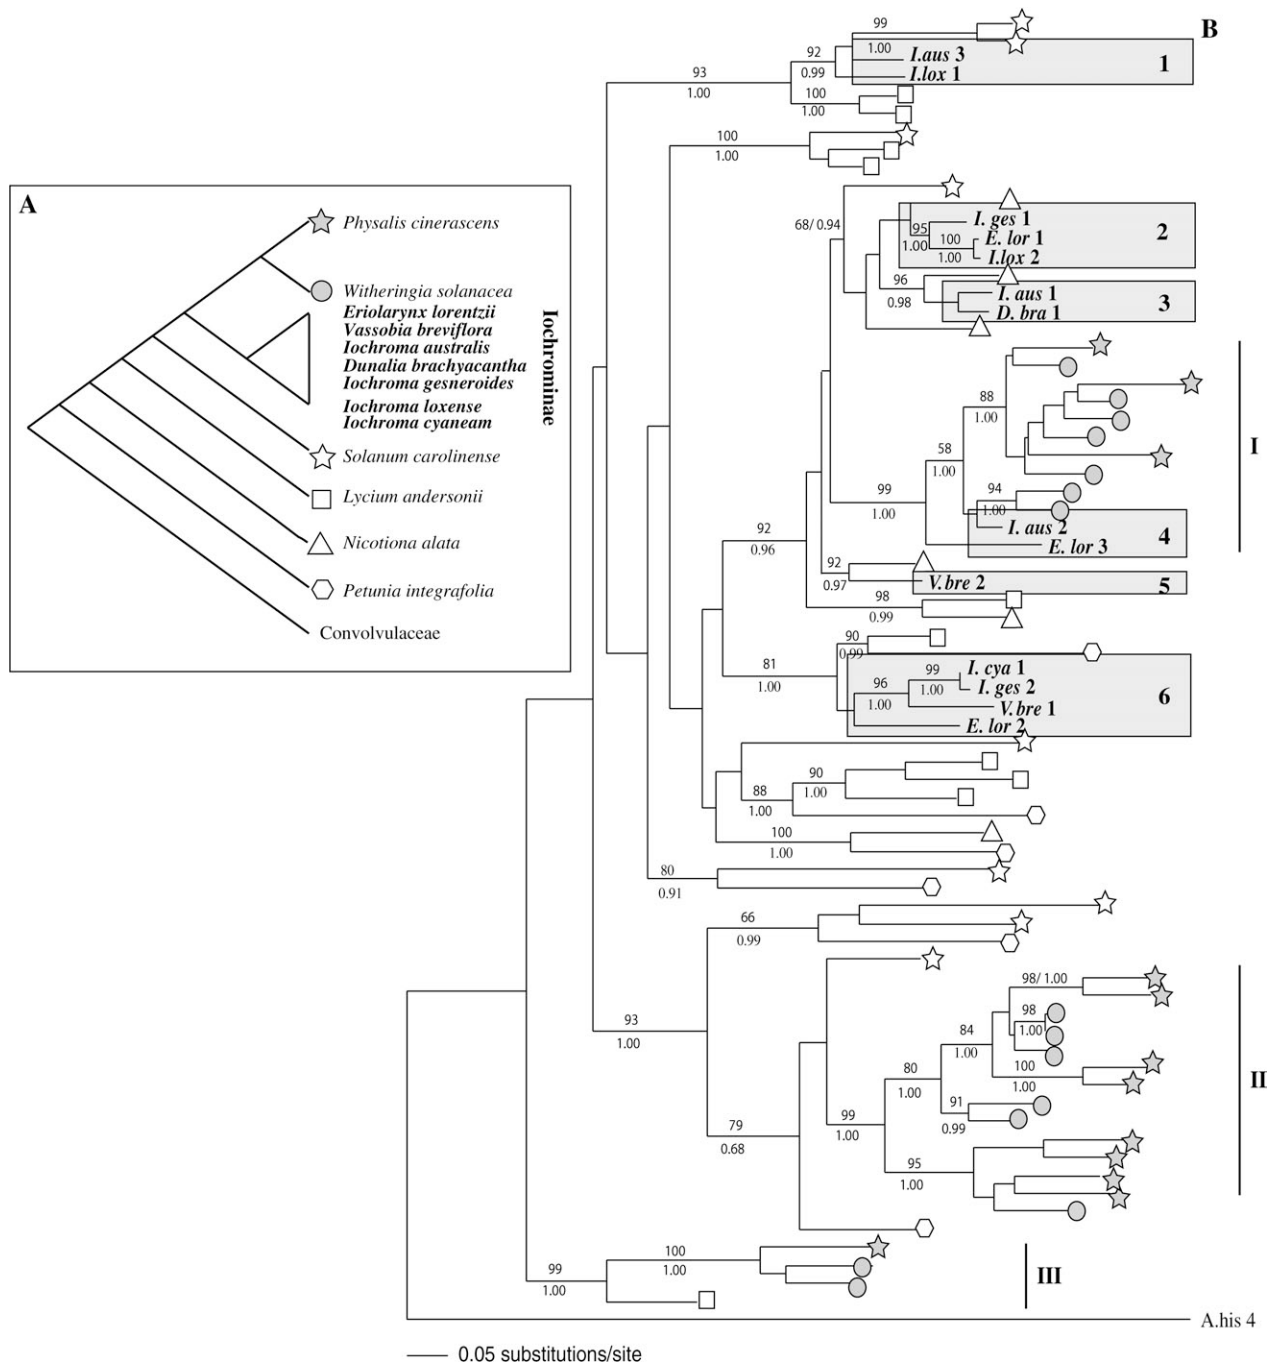 A
Physalis cinerascens
Witheringia solanacea
Eriolarynx lorentzii
Vassobia breviflora
Iochroma australis
Dunalia brachyacantha
Iochroma gesneroides
Iochroma loxense
Iochroma cyaneam
Iochrominae
Solanum carolinense
Lycium andersonii
Nicotiona alata
Petunia integrafolia
Convolvulaceae
B
99
1.00
92
0.99
I.aus 3
I.lox 1
1
93
1.00
100
1.00
100
1.00
68/ 0.94
95
1.00
I. ges 1
100
1.00
E. lor 1
I.lox 2
2
96
0.98
I. aus 1
D. bra 1
3
88
1.00
I
58
1.00
99
1.00
94
1.00
I. aus 2
E. lor 3
4
92
0.96
92
0.97
V.bre 2
5
98
0.99
90
0.99
81
1.00
99
1.00
I. cya 1
I. ges 2
96
1.00
V.bre 1
E. lor 2
6
90
1.00
88
1.00
100
1.00
80
0.91
66
0.99
93
1.00
98/ 1.00
98
1.00
84
1.00
100
1.00
80
1.00
91
0.99
99
1.00
95
1.00
II
79
0.68
100
1.00
99
1.00
III
A.his 4
0.05 substitutions/site